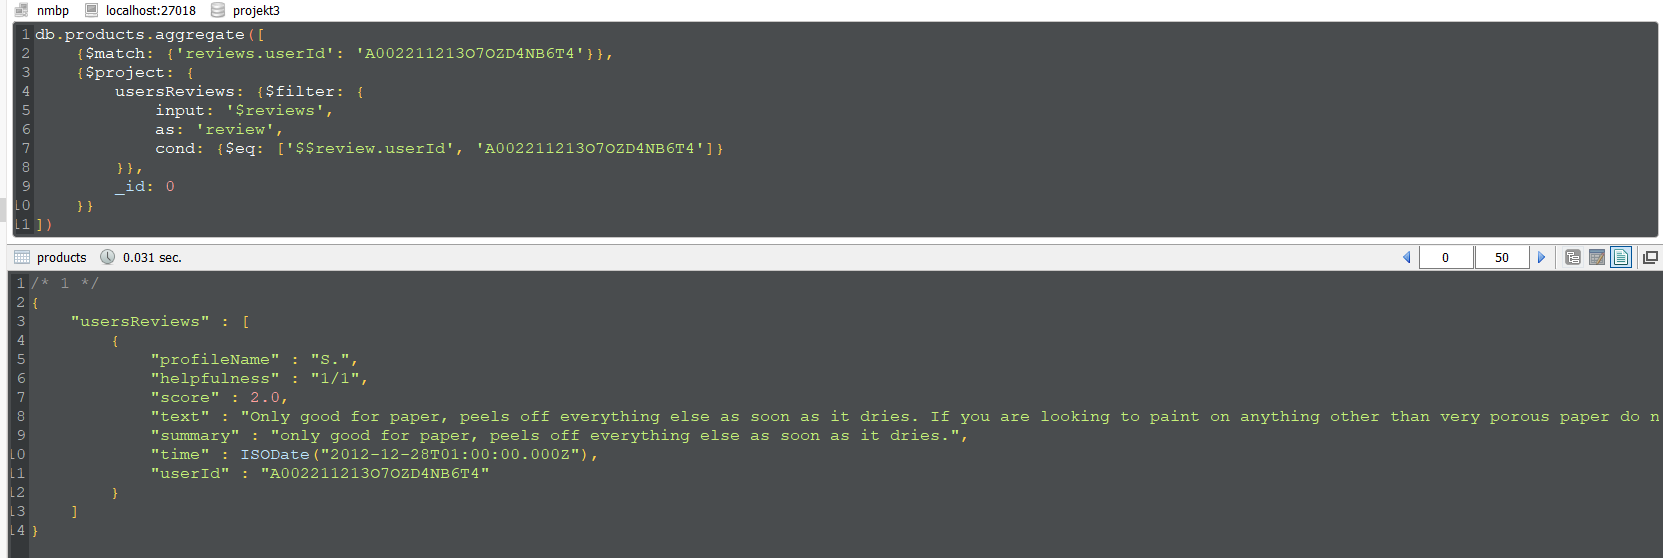 nmbp localhost:27018 projekt3
1 db.products.aggregate([
2     {$match: {'reviews.userId': 'A002211213O7OZD4NB6T4'}},
3     {$project: {
4         usersReviews: {$filter: {
5             input: '$reviews',
6             as: 'review',
7             cond: {$eq: ['$$review.userId', 'A002211213O7OZD4NB6T4']}
8         }},
9         _id: 0
10     }}
11 ])
products 0.031 sec. 0 50
1 /* 1 */
2 {
3     "usersReviews" : [
4         {
5             "profileName" : "S.",
6             "helpfulness" : "1/1",
7             "score" : 2.0,
8             "text" : "Only good for paper, peels off everything else as soon as it dries. If you are looking to paint on anything other than very porous paper do n
9             "summary" : "only good for paper, peels off everything else as soon as it dries.",
10             "time" : ISODate("2012-12-28T01:00:00.000Z"),
11             "userId" : "A002211213O7OZD4NB6T4"
12         }
13     ]
14 }